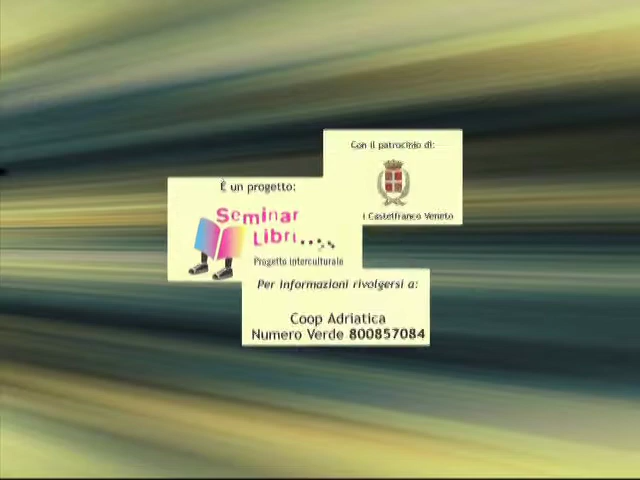 Con il patrocinio di:
i Castelfranco Veneto
È un progetto:
Seminar
Libri.....
Progetto interculturale
Per informazioni rivolgersi a:
Coop Adriatica
Numero Verde 800857084